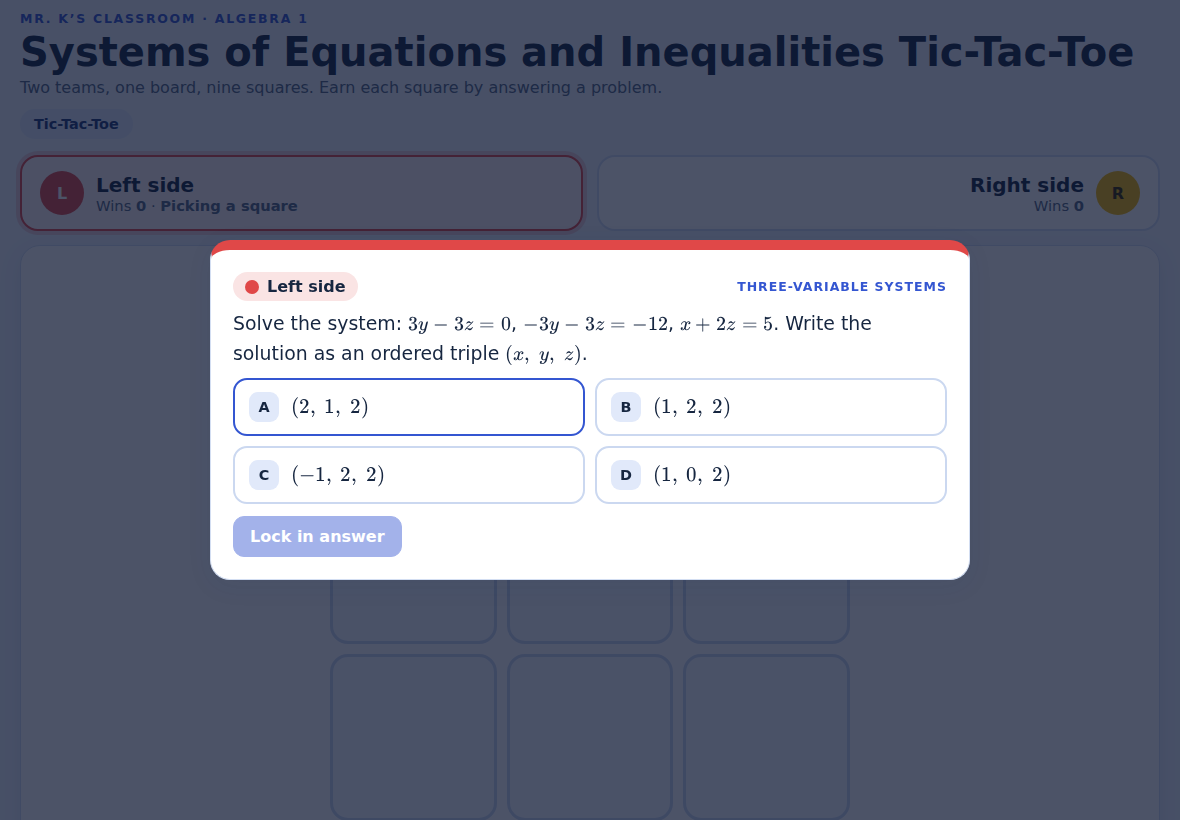 MR. K'S CLASSROOM · ALGEBRA 1
Systems of Equations and Inequalities Tic-Tac-Toe
Two teams, one board, nine squares. Earn each square by answering a problem.
Tic-Tac-Toe
L
Left side
Wins 0 · Picking a square
Right side
Wins 0
R
Left side
THREE-VARIABLE SYSTEMS
Solve the system: 3y − 3z = 0, −3y − 3z = −12, x + 2z = 5. Write the
solution as an ordered triple (x, y, z).
A (2, 1, 2)
B (1, 2, 2)
C (−1, 2, 2)
D (1, 0, 2)
Lock in answer